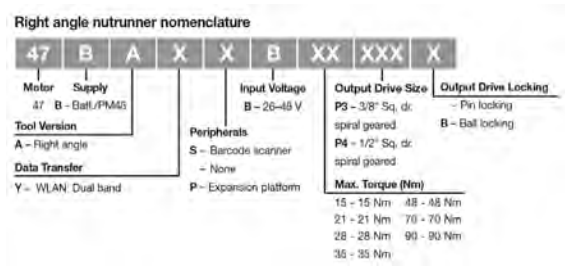 Right angle nutrunner nomenclature
47 B A X X B XX XXX X
Motor Supply Input Voltage Output Drive Size Output Drive Locking
47 B – Batt./PM48 B – 26–48 V P3 – 3/8" Sq. dr. – Pin locking
Tool Version spiral geared B – Ball locking
A – Right angle Peripherals P4 – 1/2" Sq. dr.
Data Transfer S – Barcode scanner spiral geared
Y – WLAN: Dual band – None Max. Torque (Nm)
P – Expansion platform 15 - 15 Nm 48 - 48 Nm
21 - 21 Nm 70 - 70 Nm
28 - 28 Nm 90 - 90 Nm
35 - 35 Nm